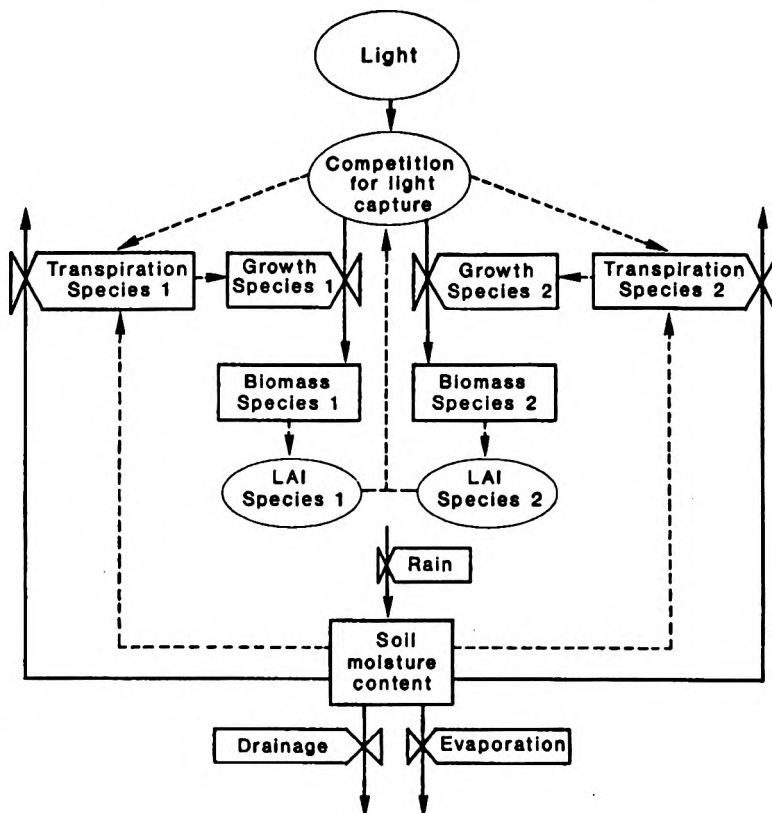 Light
Competition
for light
capture
Transpiration
Species 1
Growth
Species 1
Growth
Species 2
Transpiration
Species 2
Biomass
Species 1
Biomass
Species 2
LAI
Species 1
LAI
Species 2
Rain
Soil
moisture
content
Drainage
Evaporation